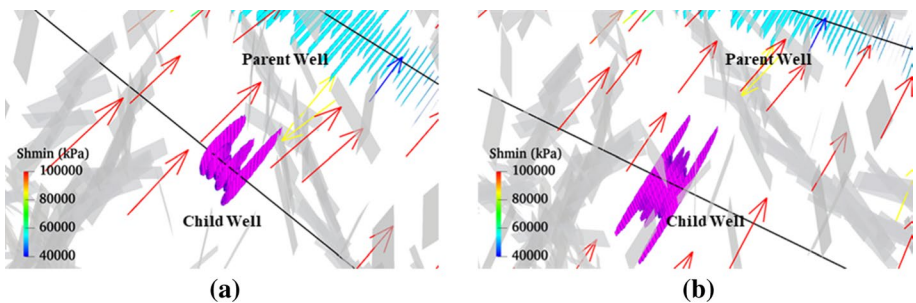 Parent Well
Shmin (kPa)
100000
80000
60000
40000
Child Well
(a)
Parent Well
Shmin (kPa)
100000
80000
60000
40000
Child Well
(b)